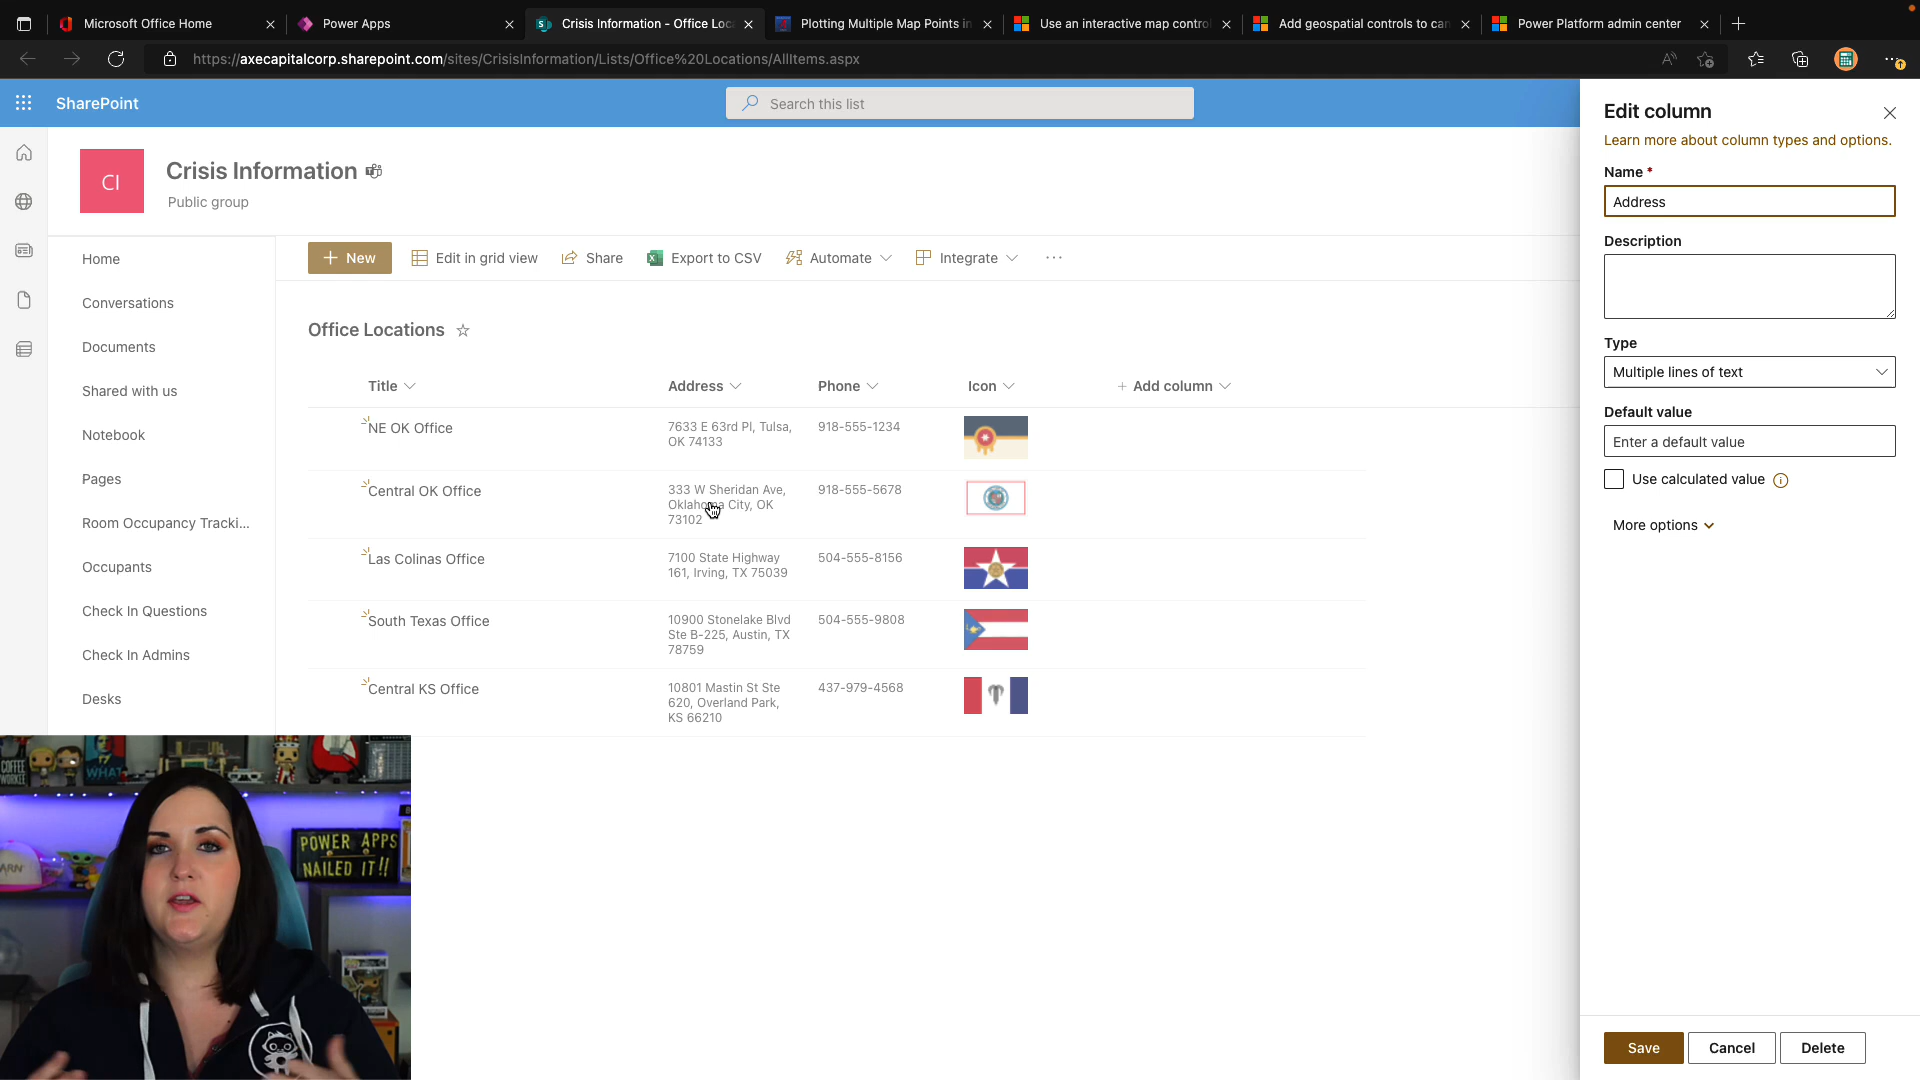 Microsoft Office Home
Power Apps
Crisis Information - Office Loc
Plotting Multiple Map Points in
Use an interactive map contro
Add geospatial controls to can
Power Platform admin center
https://axecapitalcorp.sharepoint.com/sites/CrisisInformation/Lists/Office%20Locations/AllItems.aspx
SharePoint
Search this list
CI
Crisis Information
Public group
Home
Conversations
Documents
Shared with us
Notebook
Pages
Room Occupancy Tracki...
Occupants
Check In Questions
Check In Admins
Desks
New
Edit in grid view
Share
Export to CSV
Automate
Integrate
Office Locations
Title
Address
Phone
Icon
+ Add column
NE OK Office
7633 E 63rd Pl, Tulsa,
OK 74133
918-555-1234
Central OK Office
333 W Sheridan Ave,
Oklahoma City, OK
73102
918-555-5678
Las Colinas Office
7100 State Highway
161, Irving, TX 75039
504-555-8156
South Texas Office
10900 Stonelake Blvd
Ste B-225, Austin, TX
78759
504-555-9808
Central KS Office
10801 Mastin St Ste
620, Overland Park,
KS 66210
437-979-4568
Edit column
Learn more about column types and options.
Name *
Address
Description
Type
Multiple lines of text
Default value
Enter a default value
Use calculated value
More options
Save
Cancel
Delete
COFFEE
WHAT
POWER APPS
NAILED IT!!